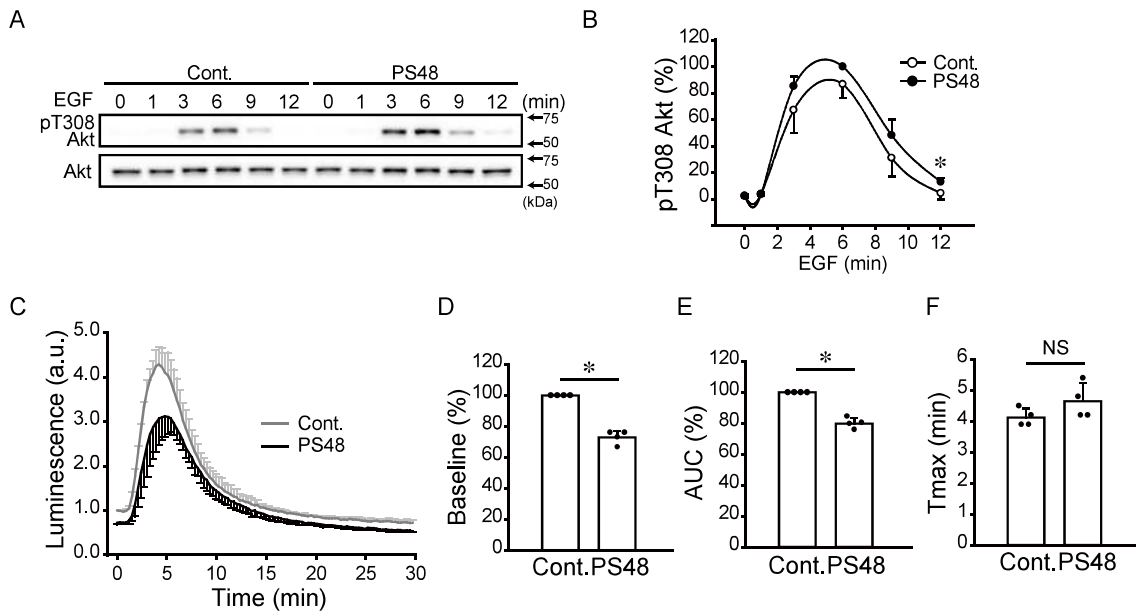 A
Cont. PS48
EGF 0 1 3 6 9 12 0 1 3 6 9 12 (min)
pT308
Akt
75
50
Akt
75
50
(kDa)
B
pT308 Akt (%)
120
100
80
60
40
20
0
Cont.
PS48
*
0 2 4 6 8 10 12
EGF (min)
C
Luminescence (a.u.)
5.0
4.0
3.0
2.0
1.0
0.0
Cont.
PS48
0 5 10 15 20 25 30
Time (min)
D
Baseline (%)
120
100
80
60
40
20
0
*
Cont. PS48
E
AUC (%)
120
100
80
60
40
20
0
*
Cont. PS48
F
Tmax (min)
6
5
4
3
2
1
0
NS
Cont. PS48